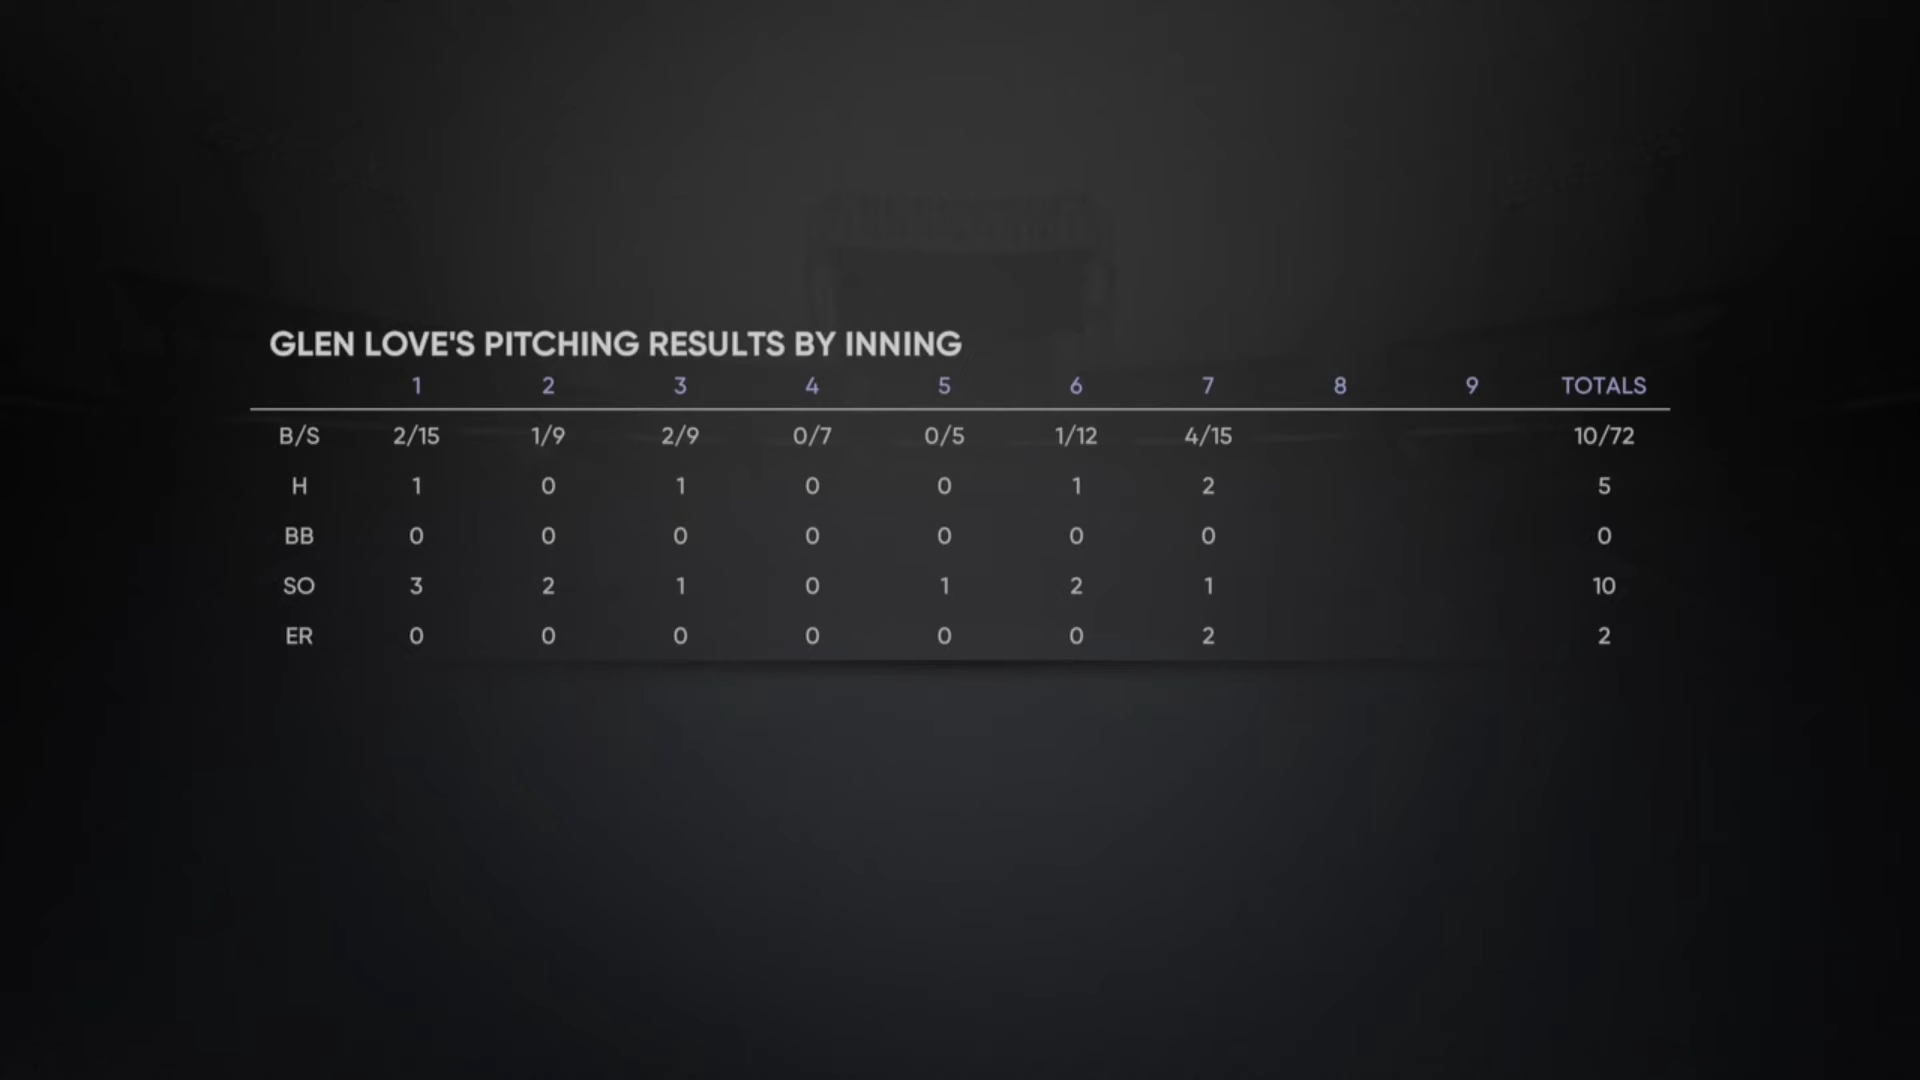 GLEN LOVE'S PITCHING RESULTS BY INNING
1 2 3 4 5 6 7 8 9 TOTALS
B/S 2/15 1/9 2/9 0/7 0/5 1/12 4/15 10/72
H 1 0 1 0 0 1 2 5
BB 0 0 0 0 0 0 0 0
SO 3 2 1 0 1 2 1 10
ER 0 0 0 0 0 0 2 2